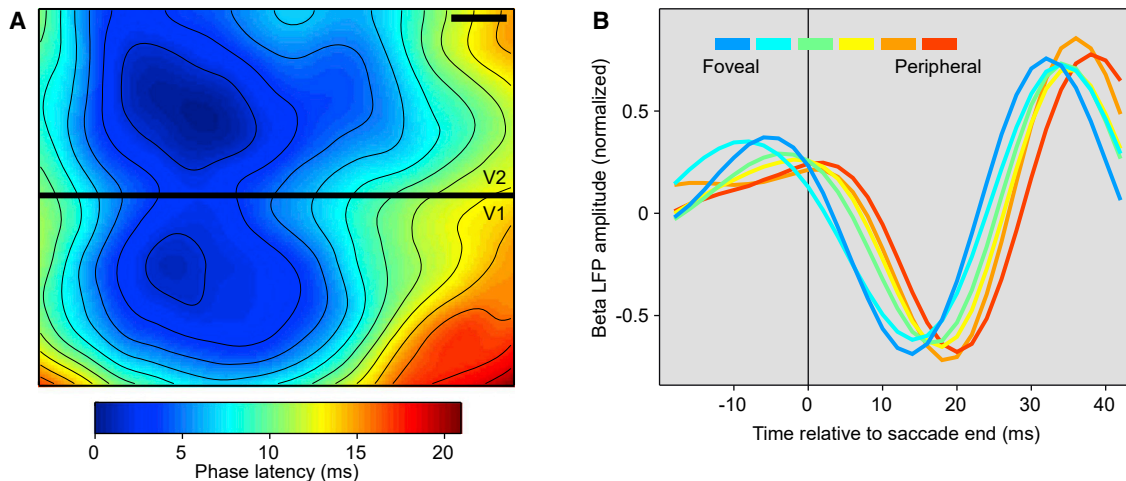 A
V2
V1
0 5 10 15 20
Phase latency (ms)
B
Foveal Peripheral
0.5
0
-0.5
Beta LFP amplitude (normalized)
-10 0 10 20 30 40
Time relative to saccade end (ms)